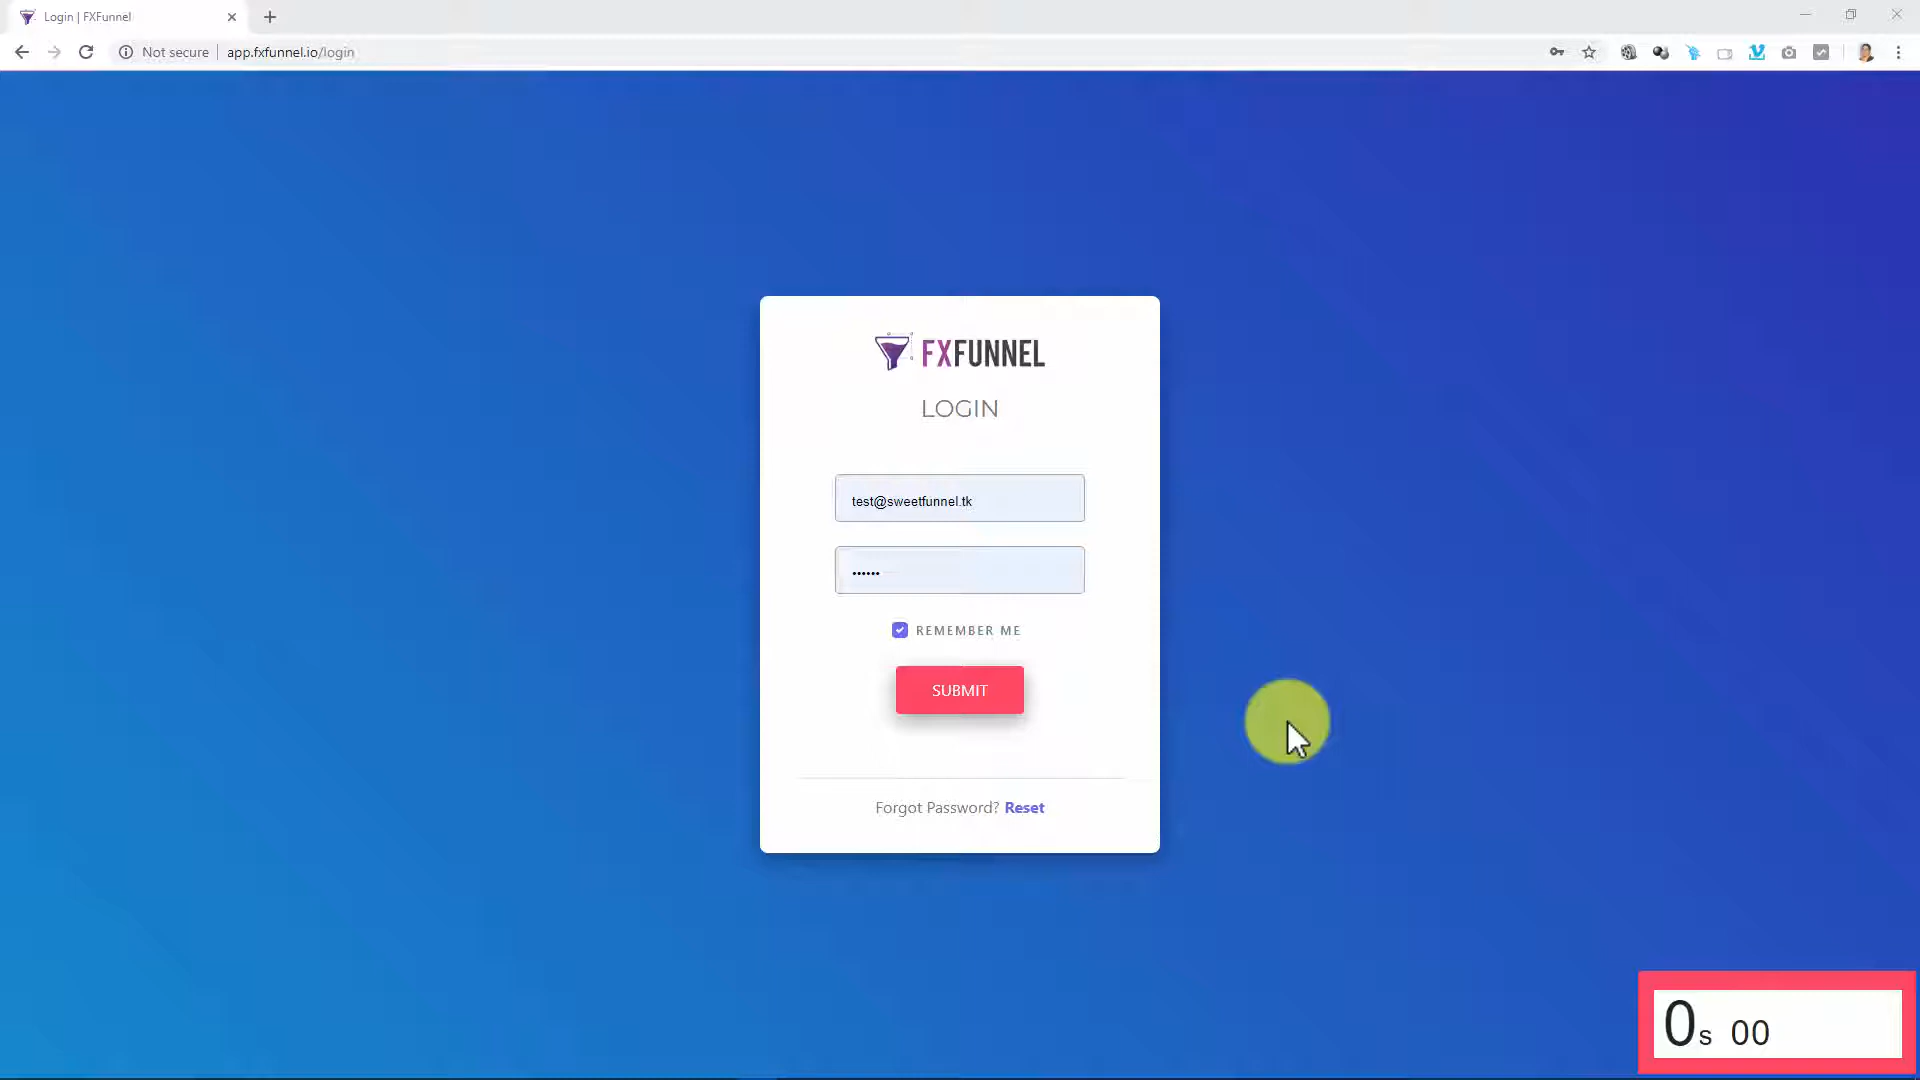 Login | FXFunnel
Not secure | app.fxfunnel.io/login
FXFUNNEL
LOGIN
test@sweetfunnel.tk
••••••
REMEMBER ME
SUBMIT
Forgot Password? Reset
0s 00